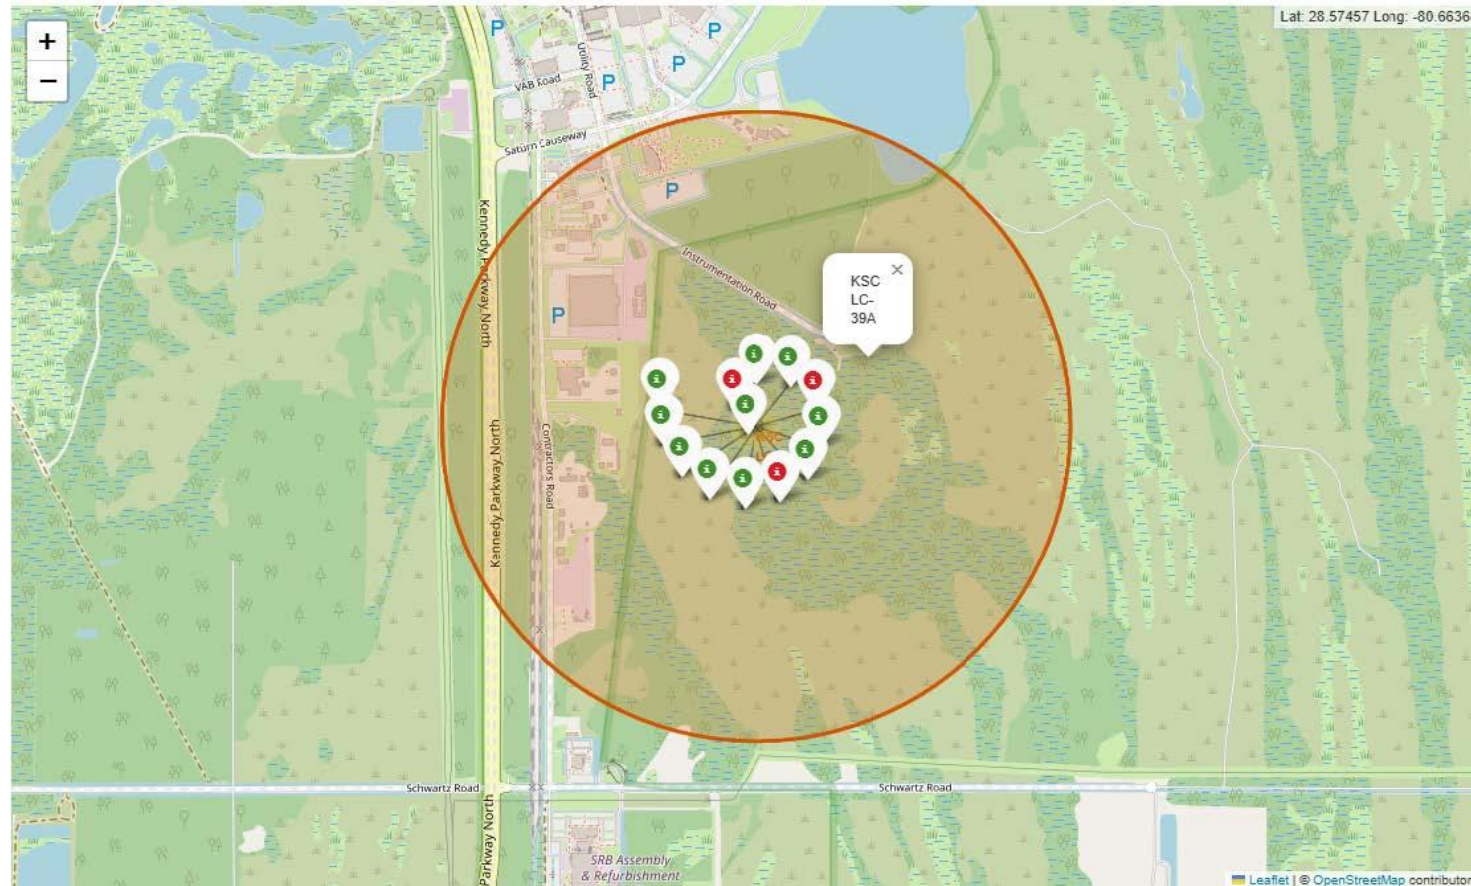 +
−
Lat: 28.57457 Long: -80.6636
P
P
P
P
P
VAB Road
Utility Road
Saturn Causeway
Kennedy Parkway North
Instrumentation Road
KSC
LC-
39A
×
Kennedy Parkway North
Contractors Road
Schwartz Road
Schwartz Road
Parkway North
SRB Assembly
& Refurbishment
Leaflet | © OpenStreetMap contributor